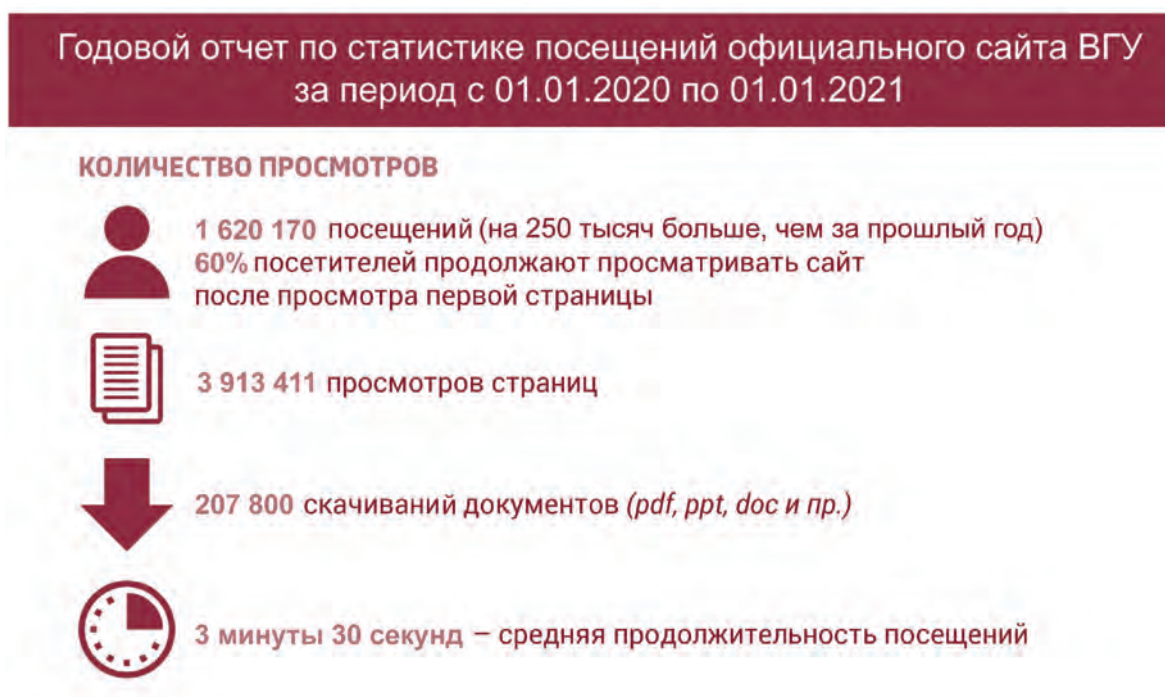 Годовой отчет по статистике посещений официального сайта ВГУ
за период с 01.01.2020 по 01.01.2021
КОЛИЧЕСТВО ПРОСМОТРОВ
1 620 170 посещений (на 250 тысяч больше, чем за прошлый год)
60% посетителей продолжают просматривать сайт
после просмотра первой страницы
3 913 411 просмотров страниц
207 800 скачиваний документов (pdf, ppt, doc и пр.)
3 минуты 30 секунд – средняя продолжительность посещений